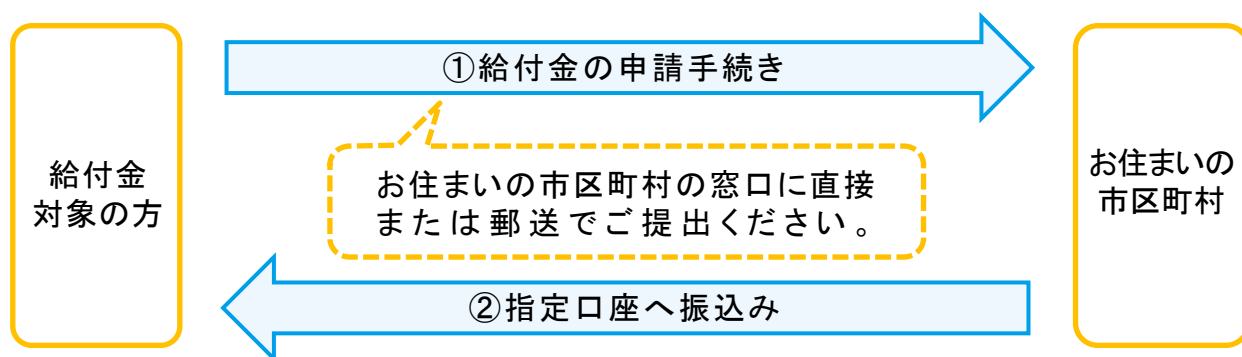 ①給付金の申請手続き
給付金
対象の方
お住まいの市区町村の窓口に直接
または郵送でご提出ください。
お住まいの
市区町村
②指定口座へ振込み